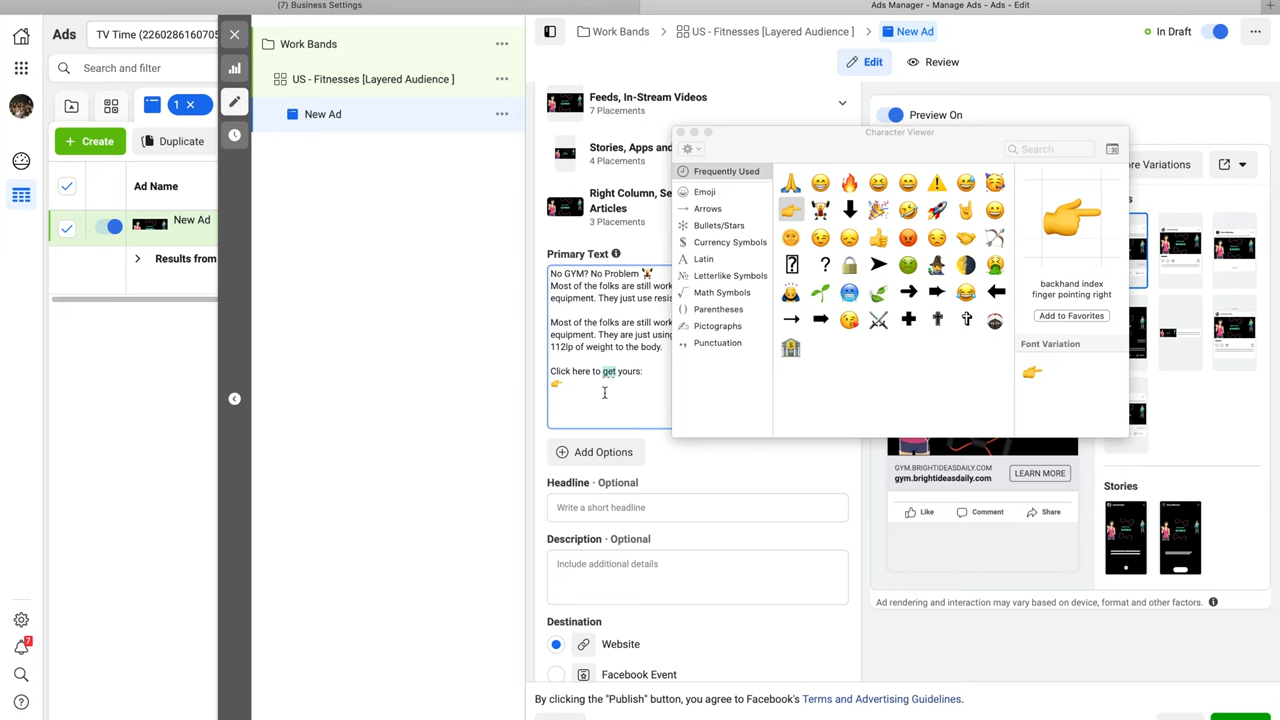 (7) Business Settings
Ads Manager - Manage Ads - Ads - Edit
Ads
TV Time (2260286160705
Search and filter
1
Create
Duplicate
Ad Name
New Ad
Results from
7
Work Bands
US - Fitnesses [Layered Audience ]
New Ad
Work Bands
US - Fitnesses [Layered Audience ]
New Ad
In Draft
Edit
Review
Feeds, In-Stream Videos
7 Placements
Stories, Apps and
4 Placements
Right Column, Se
Articles
3 Placements
Primary Text
No GYM? No Problem 🏋
Most of the folks are still work
equipment. They just use resis
Most of the folks are still work
equipment. They are just using
112lp of weight to the body.
Click here to get yours:
👉
Add Options
Headline · Optional
Write a short headline
Description · Optional
Include additional details
Destination
Website
Facebook Event
By clicking the "Publish" button, you agree to Facebook's Terms and Advertising Guidelines.
Preview On
Character Viewer
Search
Frequently Used
Emoji
Arrows
Bullets/Stars
Currency Symbols
Latin
Letterlike Symbols
Math Symbols
Parentheses
Pictographs
Punctuation
backhand index
finger pointing right
Add to Favorites
Font Variation
ore Variations
GYM.BRIGHTIDEASDAILY.COM
gym.brightideasdaily.com
LEARN MORE
Like
Comment
Share
Stories
Ad rendering and interaction may vary based on device, format and other factors.